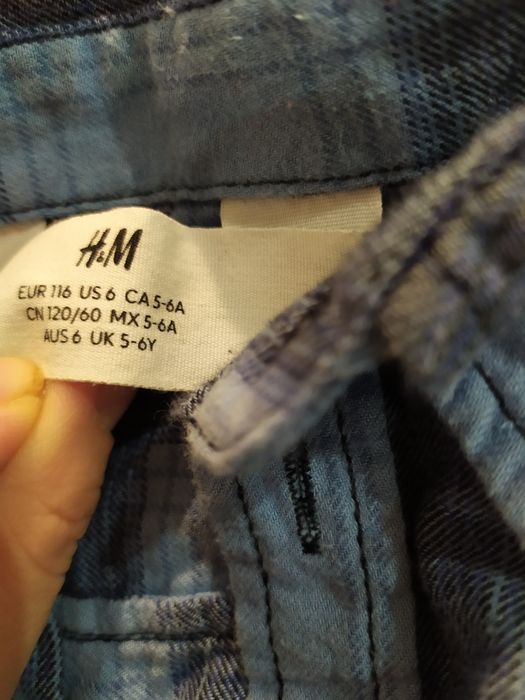 H&M
EUR 116 US 6 CA 5-6A
CN 120/60 MX 5-6A
AUS 6 UK 5-6Y